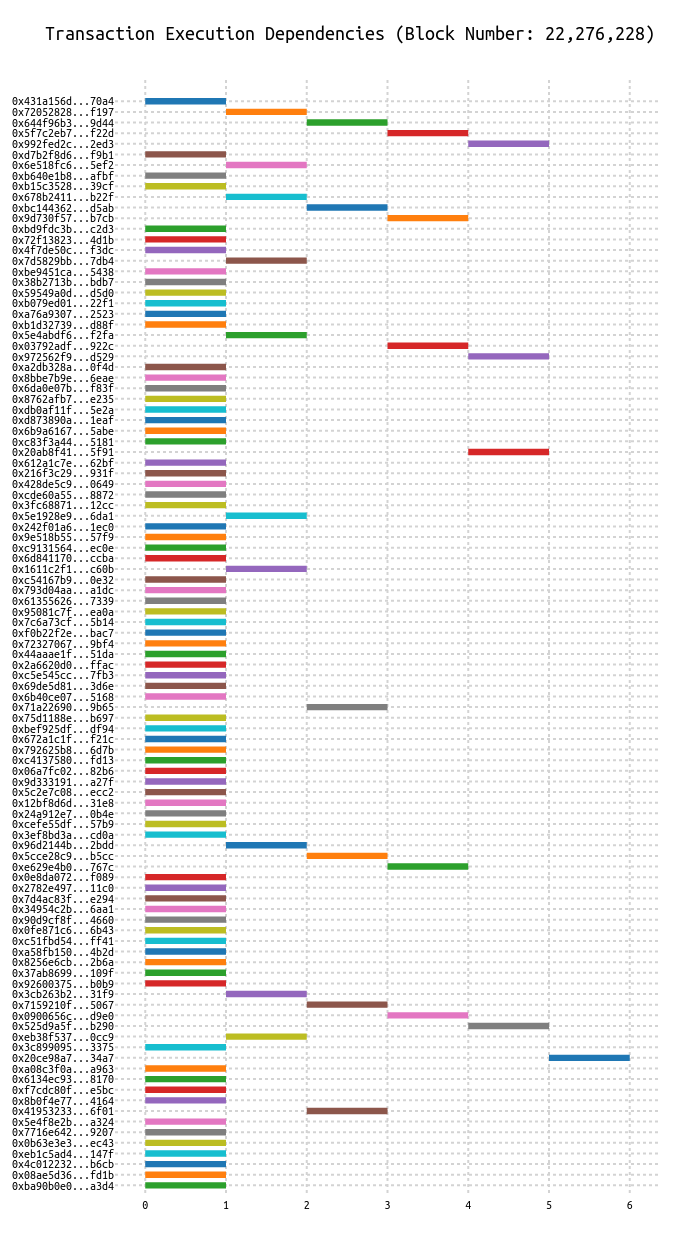 Transaction Execution Dependencies (Block Number: 22,276,228)
0x431a156d...70a4
0x72052828...f197
0x644f96b3...9d44
0x5f7c2eb7...f22d
0x992fed2c...2ed3
0xd7b2f8d6...f9b1
0x6e518fc6...5ef2
0xb640e1b8...afbf
0xb15c3528...39cf
0x678b2411...b22f
0xbc144362...d5ab
0x9d730f57...b7cb
0xbd9fdc3b...c2d3
0x72f13823...4d1b
0x4f7de50c...f3dc
0x7d5829bb...7db4
0xbe9451ca...5438
0x38b2713b...bdb7
0x59549a0d...d5d0
0xb079ed01...22f1
0xa76a9307...2523
0xb1d32739...d88f
0x5e4abdf6...f2fa
0x03792adf...922c
0x972562f9...d529
0xa2db328a...0f4d
0x8bbe7b9e...6eae
0x6da0e07b...f83f
0x8762afb7...e235
0xdb0af11f...5e2a
0xd873890a...1eaf
0x6b9a6167...5abe
0xc83f3a44...5181
0x20ab8f41...5f91
0x612a1c7e...62bf
0x216f3c29...931f
0x428de5c9...0649
0xcde60a55...8872
0x3fc68871...12cc
0x5e1928e9...6da1
0x242f01a6...1ec0
0x9e518b55...57f9
0xc9131564...ec0e
0x6d841170...ccba
0x1611c2f1...c60b
0xc54167b9...0e32
0x793d04aa...a1dc
0x61355626...7339
0x95081c7f...ea0a
0x7c6a73cf...5b14
0xf0b22f2e...bac7
0x72327067...9bf4
0x44aaae1f...51da
0x2a6620d0...ffac
0xc5e545cc...7fb3
0x69de5d81...3d6e
0x6b40ce07...5168
0x71a22690...9b65
0x75d1188e...b697
0xbef925df...df94
0x672a1c1f...f21c
0x792625b8...6d7b
0xc4137580...fd13
0x06a7fc02...82b6
0x9d333191...a27f
0x5c2e7c08...ecc2
0x12bf8d6d...31e8
0x24a912e7...0b4e
0xcefe55df...57b9
0x3ef8bd3a...cd0a
0x96d2144b...2bdd
0x5cce28c9...b5cc
0xe629e4b0...767c
0x0e8da072...f089
0x2782e497...11c0
0x7d4ac83f...e294
0x34954c2b...6aa1
0x90d9cf8f...4660
0x0fe871c6...6b43
0xc51fbd54...ff41
0xa58fb150...4b2d
0x8256e6cb...2b6a
0x37ab8699...109f
0x92600375...b0b9
0x3cb263b2...31f9
0x7159210f...5067
0x0900656c...d9e0
0x525d9a5f...b290
0xeb38f537...0cc9
0x3c899095...3375
0x20ce98a7...34a7
0xa08c3f0a...a963
0x6134ec93...8170
0xf7cdc80f...e5bc
0x8b0f4e77...4164
0x41953233...6f01
0x5e4f8e2b...a324
0x7716e642...9207
0x0b63e3e3...ec43
0xeb1c5ad4...147f
0x4c012232...b6cb
0x08ae5d36...fd1b
0xba90b0e0...a3d4
0 1 2 3 4 5 6